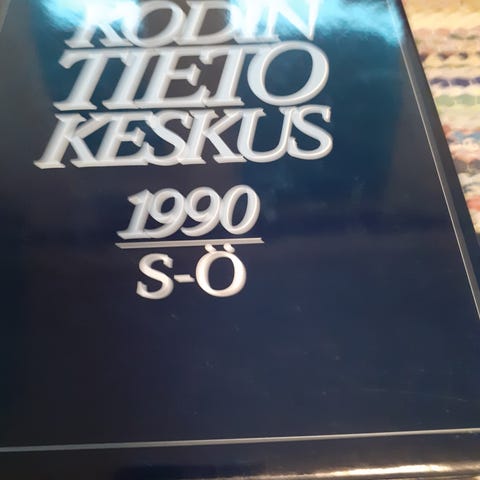 KODIN
TIETO
KESKUS
1990
S-Ö